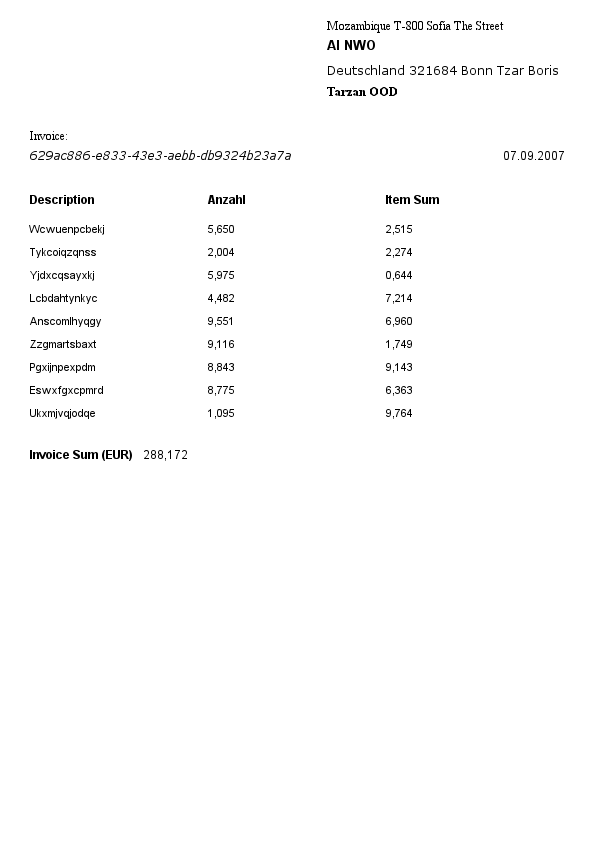 Mozambique T-800 Sofia The Street
AI NWO
Deutschland 321684 Bonn Tzar Boris
Tarzan OOD
Invoice:
629ac886-e833-43e3-aebb-db9324b23a7a 07.09.2007
Description Anzahl Item Sum
Wcwuenpcbekj 5,650 2,515
Tykcoiqzqnss 2,004 2,274
Yjdxcqsayxkj 5,975 0,644
Lcbdahtynkyc 4,482 7,214
Anscomlhyqgy 9,551 6,960
Zzgmartsbaxt 9,116 1,749
Pgxijnpexpdm 8,843 9,143
Eswxfgxcpmrd 8,775 6,363
Ukxmjvqjodqe 1,095 9,764
Invoice Sum (EUR) 288,172